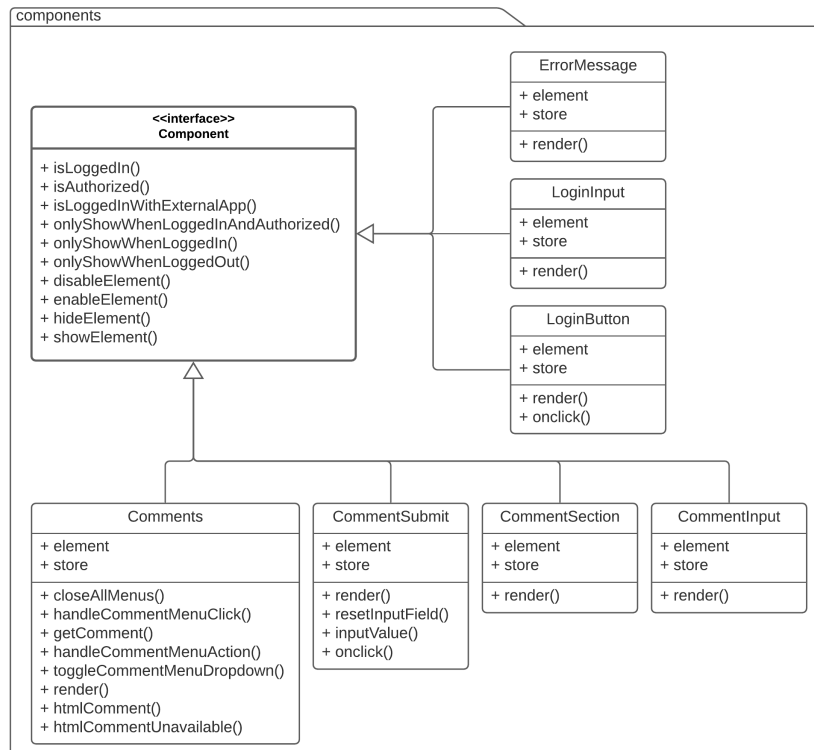 components
<<interface>>
Component
+ isLoggedIn()
+ isAuthorized()
+ isLoggedInWithExternalApp()
+ onlyShowWhenLoggedInAndAuthorized()
+ onlyShowWhenLoggedIn()
+ onlyShowWhenLoggedOut()
+ disableElement()
+ enableElement()
+ hideElement()
+ showElement()
ErrorMessage
+ element
+ store
+ render()
LoginInput
+ element
+ store
+ render()
LoginButton
+ element
+ store
+ render()
+ onclick()
Comments
+ element
+ store
+ closeAllMenus()
+ handleCommentMenuClick()
+ getComment()
+ handleCommentMenuAction()
+ toggleCommentMenuDropdown()
+ render()
+ htmlComment()
+ htmlCommentUnavailable()
CommentSubmit
+ element
+ store
+ render()
+ resetInputField()
+ inputValue()
+ onclick()
CommentSection
+ element
+ store
+ render()
CommentInput
+ element
+ store
+ render()